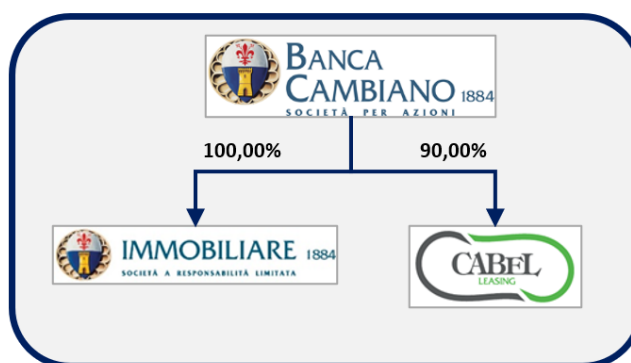 BANCA
CAMBIANO 1884
SOCIETÀ PER AZIONI
100,00% 90,00%
IMMOBILIARE 1884
SOCIETÀ A RESPONSABILITÀ LIMITATA
CABEL
LEASING